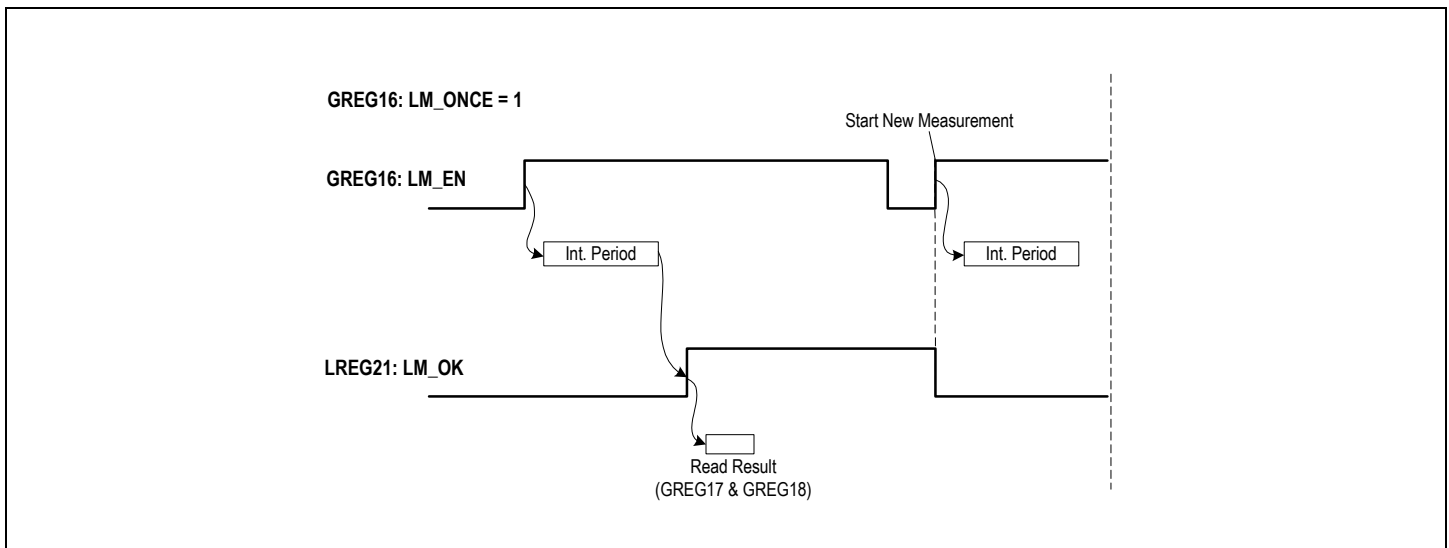 GREG16: LM_ONCE = 1
Start New Measurement
GREG16: LM_EN
Int. Period
Int. Period
LREG21: LM_OK
Read Result
(GREG17 & GREG18)